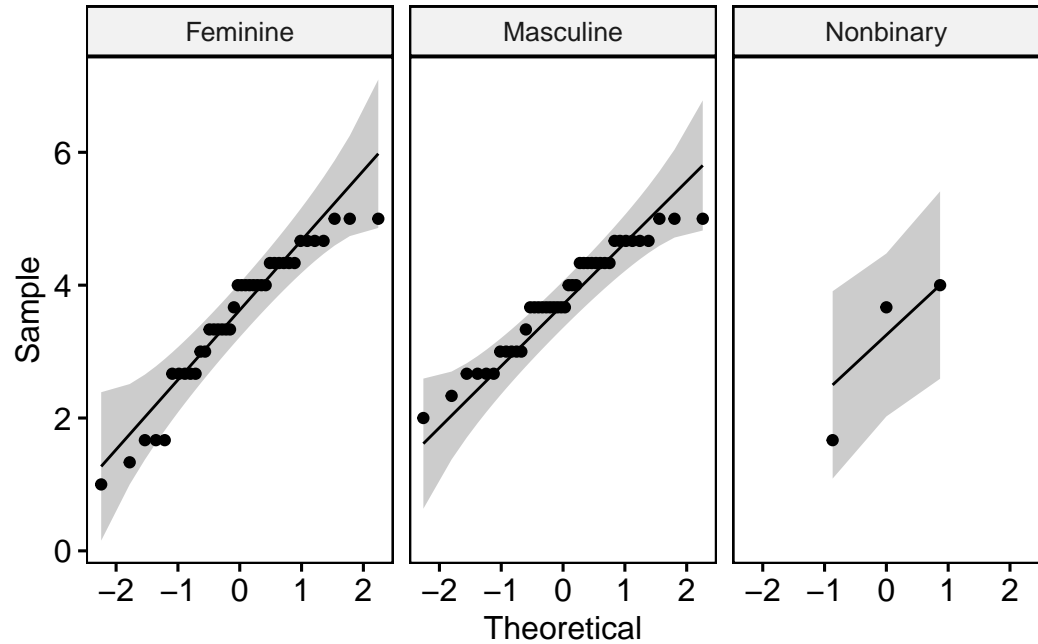 Feminine Masculine Nonbinary
Sample
6
4
2
0
−2 −1 0 1 2 −2 −1 0 1 2 −2 −1 0 1 2
Theoretical